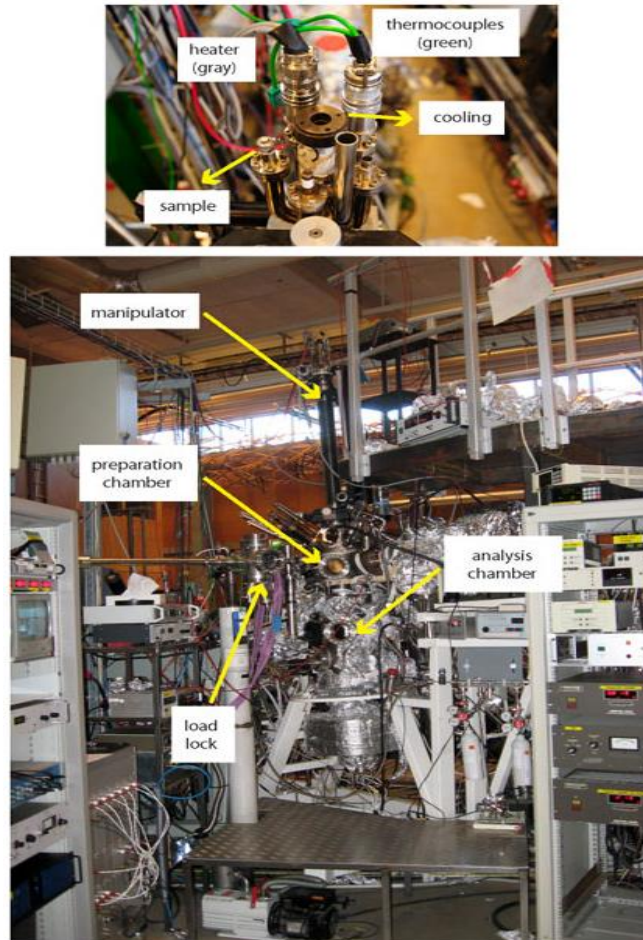 heater
(gray)
thermocouples
(green)
cooling
sample
manipulator
preparation
chamber
analysis
chamber
load
lock